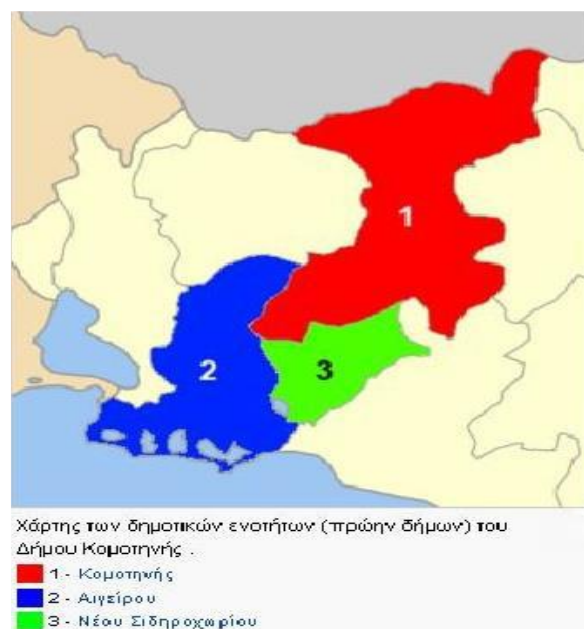 1
2
3
Χάρτης των δημοτικών ενοτήτων (πρώην δήμων) του
Δήμου Κομοτηνής .
1 - Κομοτηνής
2 - Αιγείρου
3 - Νέου Σιδηροχωρίου